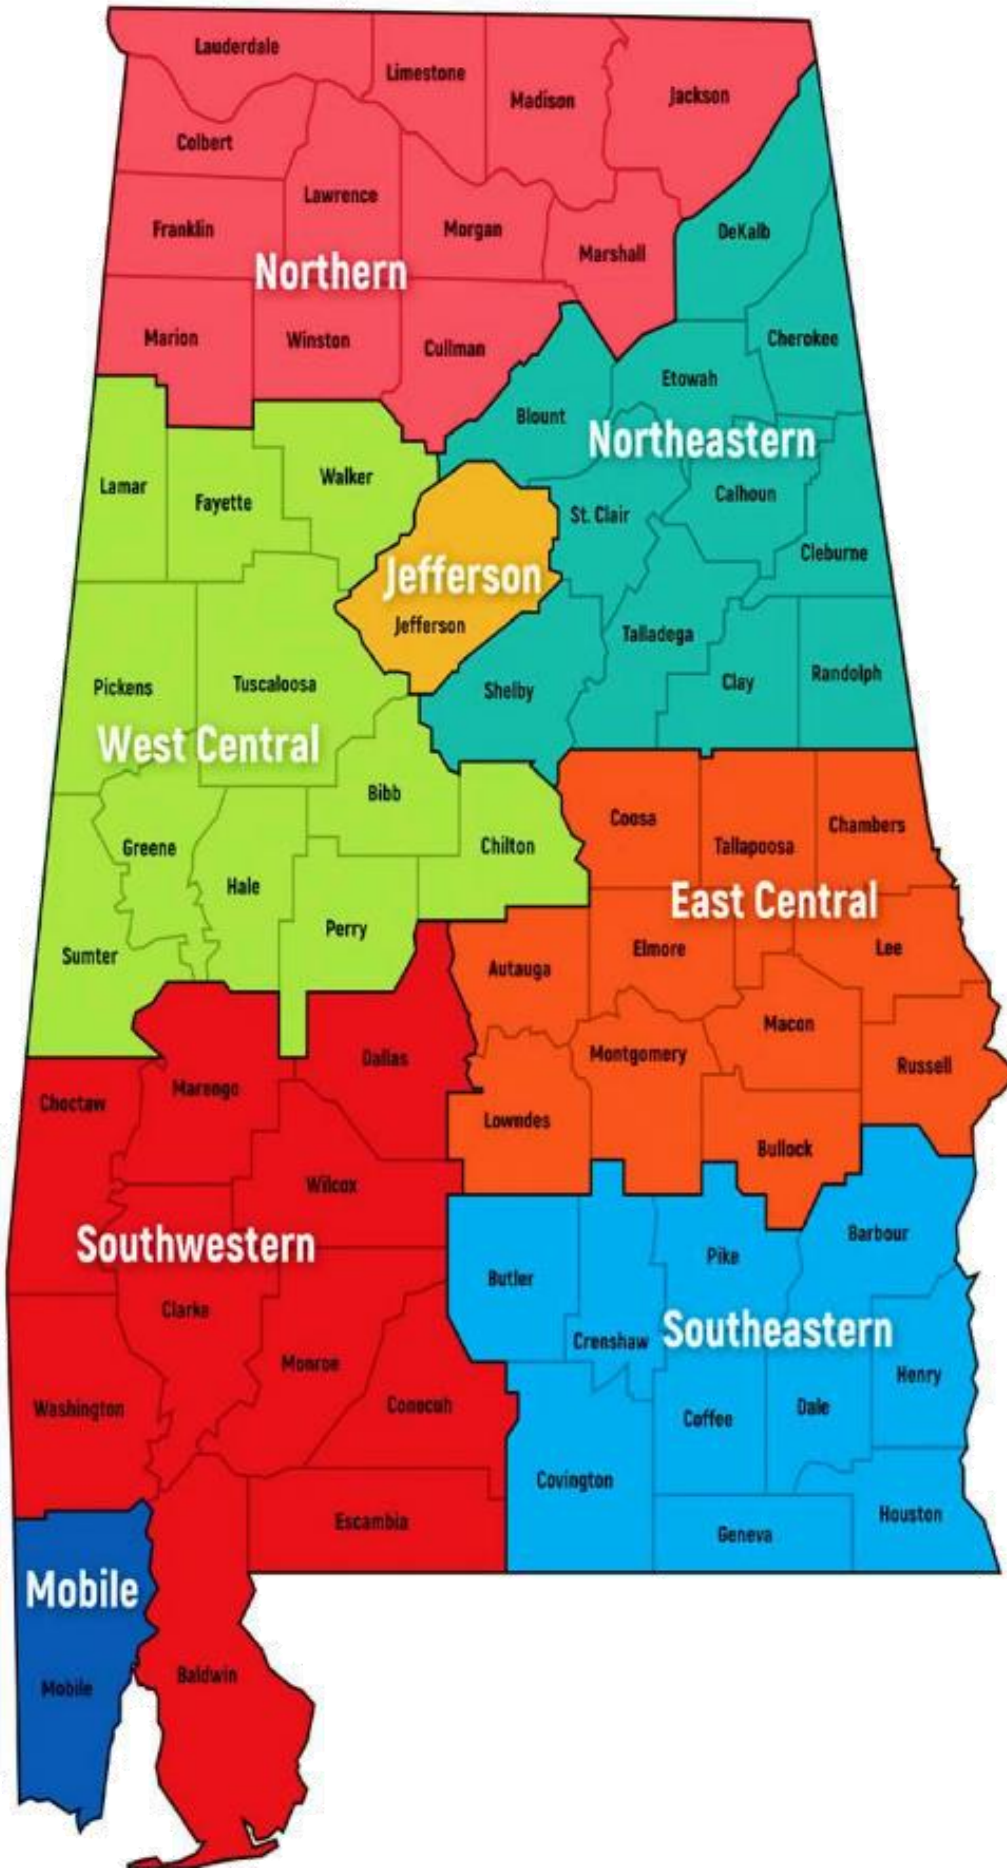 Lauderdale
Limestone
Madison
Jackson
Colbert
Lawrence
Franklin
Morgan
DeKalb
Marshall
Northern
Marion
Winston
Cullman
Cherokee
Etowah
Blount
Northeastern
Walker
Lamar
Fayette
Calhoun
St. Clair
Cleburne
Jefferson
Jefferson
Talladega
Pickens
Tuscaloosa
Shelby
Clay
Randolph
West Central
Bibb
Coosa
Chambers
Greene
Chilton
Tallapoosa
Hale
East Central
Perry
Sumter
Autauga
Elmore
Lee
Macon
Dallas
Montgomery
Russell
Marengo
Choctaw
Lowndes
Bullock
Wilcox
Southwestern
Barbour
Pike
Butler
Clarke
Crenshaw
Southeastern
Monroe
Henry
Washington
Conecuh
Coffee
Dale
Covington
Escambia
Geneva
Houston
Mobile
Baldwin
Mobile